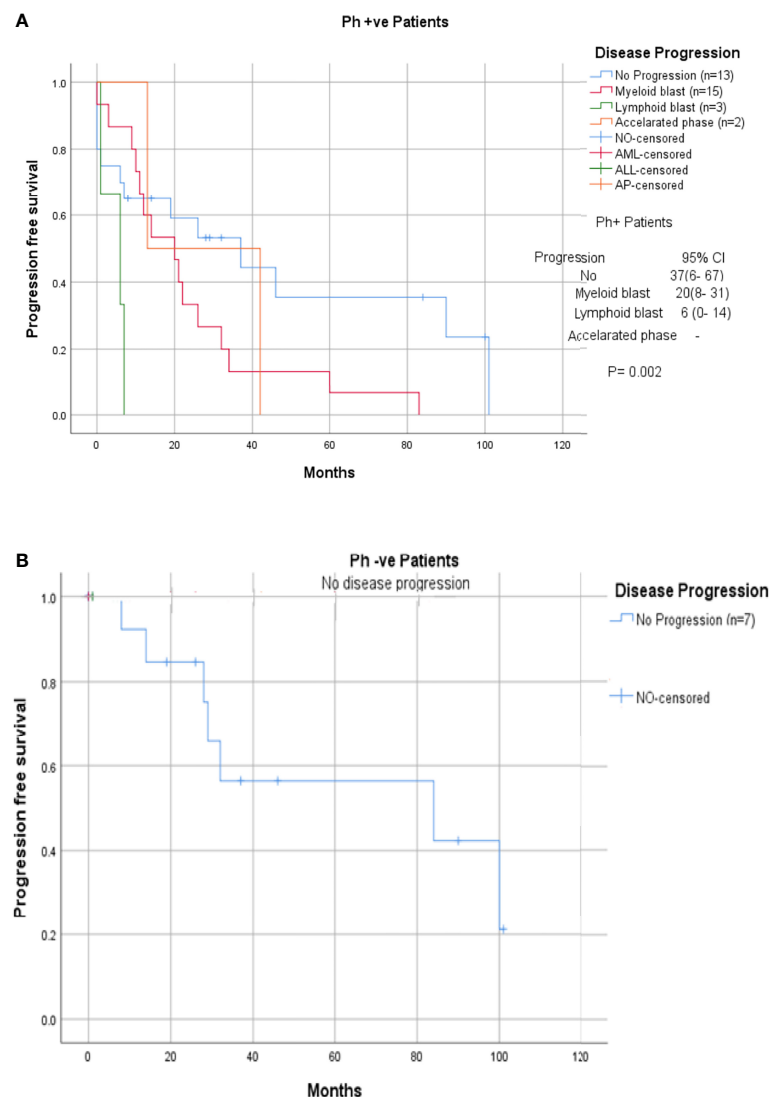 A
Ph +ve Patients
Disease Progression
No Progression (n=13)
Myeloid blast (n=15)
Lymphoid blast (n=3)
Accelarated phase (n=2)
NO-censored
AML-censored
ALL-censored
AP-censored
Ph+ Patients
Progression 95% CI
No 37(6- 67)
Myeloid blast 20(8- 31)
Lymphoid blast 6 (0- 14)
Accelarated phase -
P= 0.002
Progression free survival
1.0
0.8
0.6
0.4
0.2
0.0
0 20 40 60 80 100 120
Months
B
Ph -ve Patients
No disease progression
Disease Progression
No Progression (n=7)
NO-censored
Progression free survival
1.0
0.8
0.6
0.4
0.2
0.0
0 20 40 60 80 100 120
Months